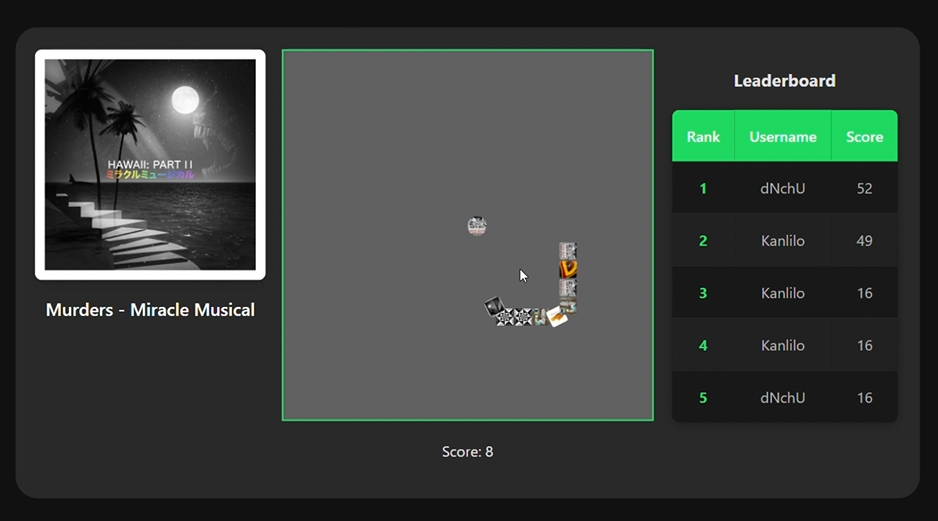 HAWAII: PART II
ミラクルミュージカル
Murders - Miracle Musical
Score: 8
Leaderboard
Rank Username Score
1 dNchU 52
2 Kanlilo 49
3 Kanlilo 16
4 Kanlilo 16
5 dNchU 16